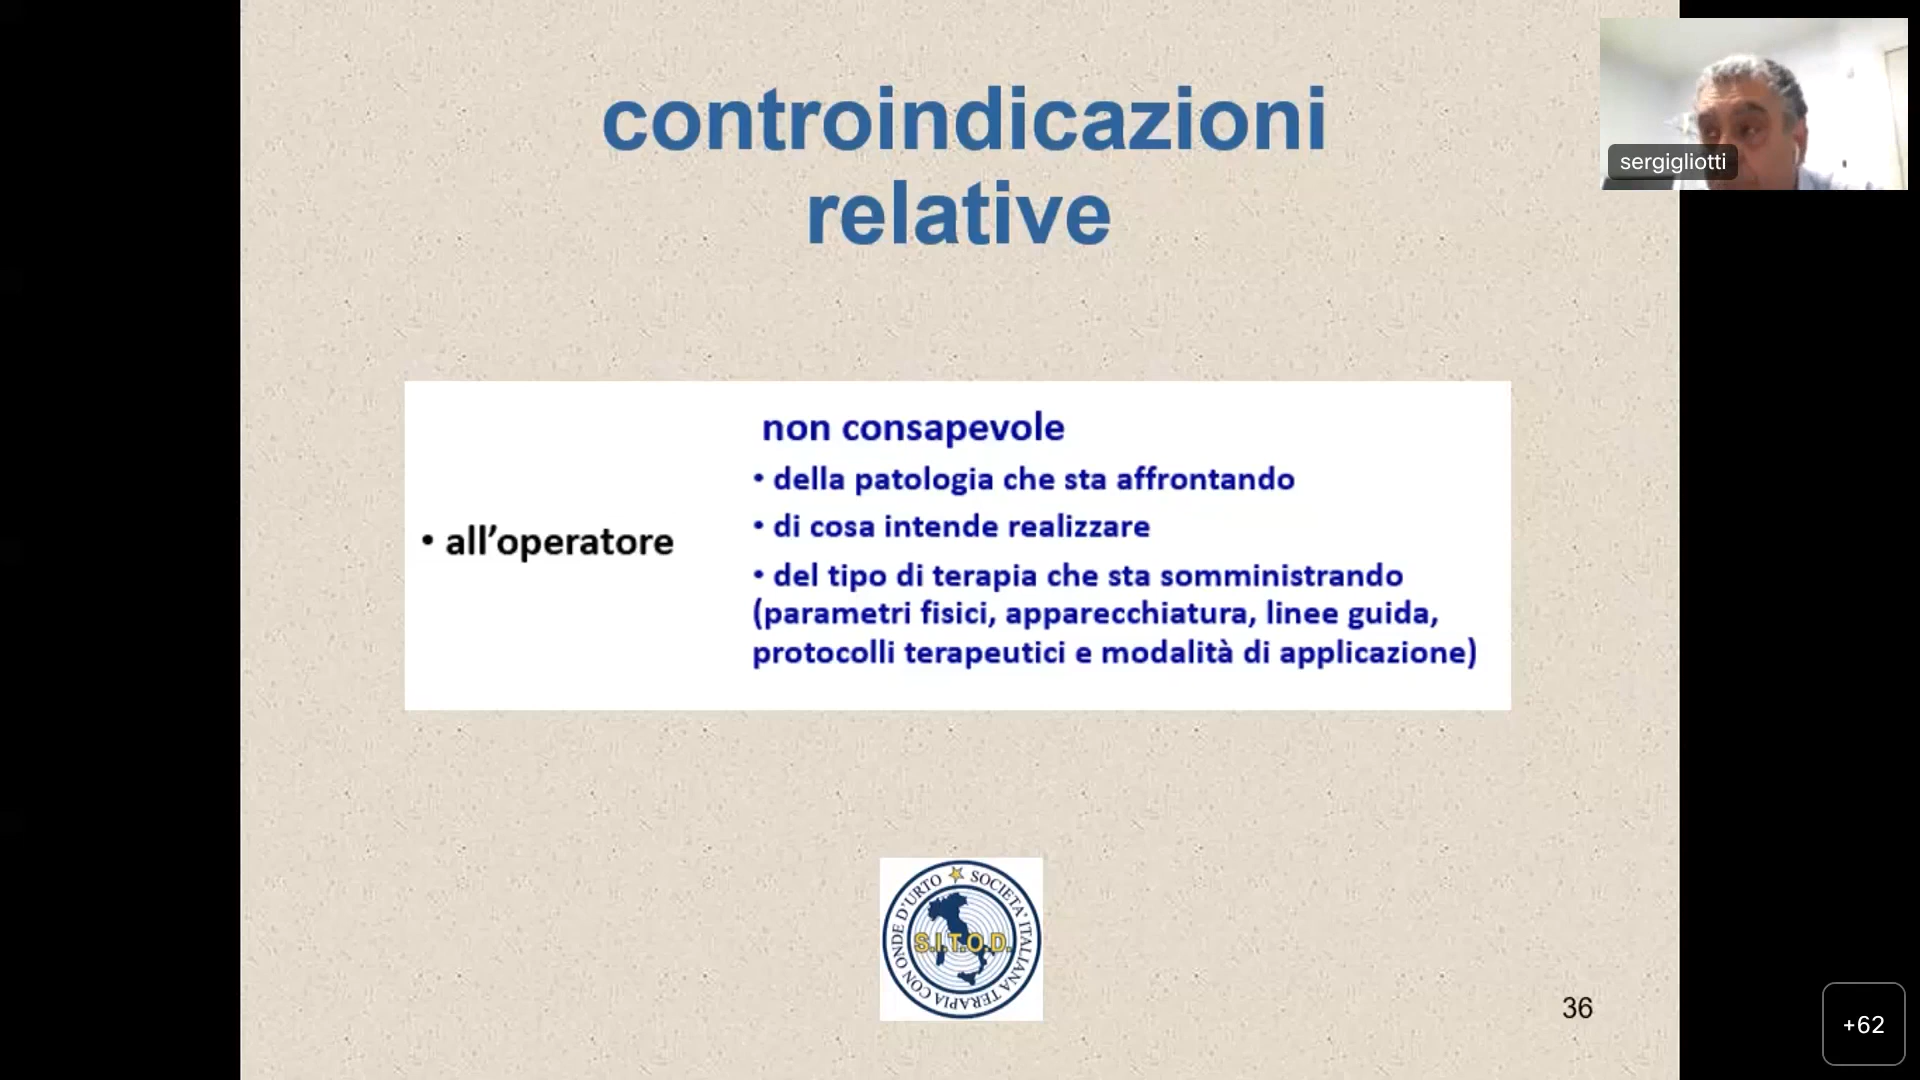 controindicazioni
relative
sergigliotti
non consapevole
• della patologia che sta affrontando
• all’operatore
• di cosa intende realizzare
• del tipo di terapia che sta somministrando
(parametri fisici, apparecchiatura, linee guida,
protocolli terapeutici e modalità di applicazione)
SOCIETA' ITALIANA TERAPIA CON ONDE D'URTO
S.I.T.O.D.
36
+62